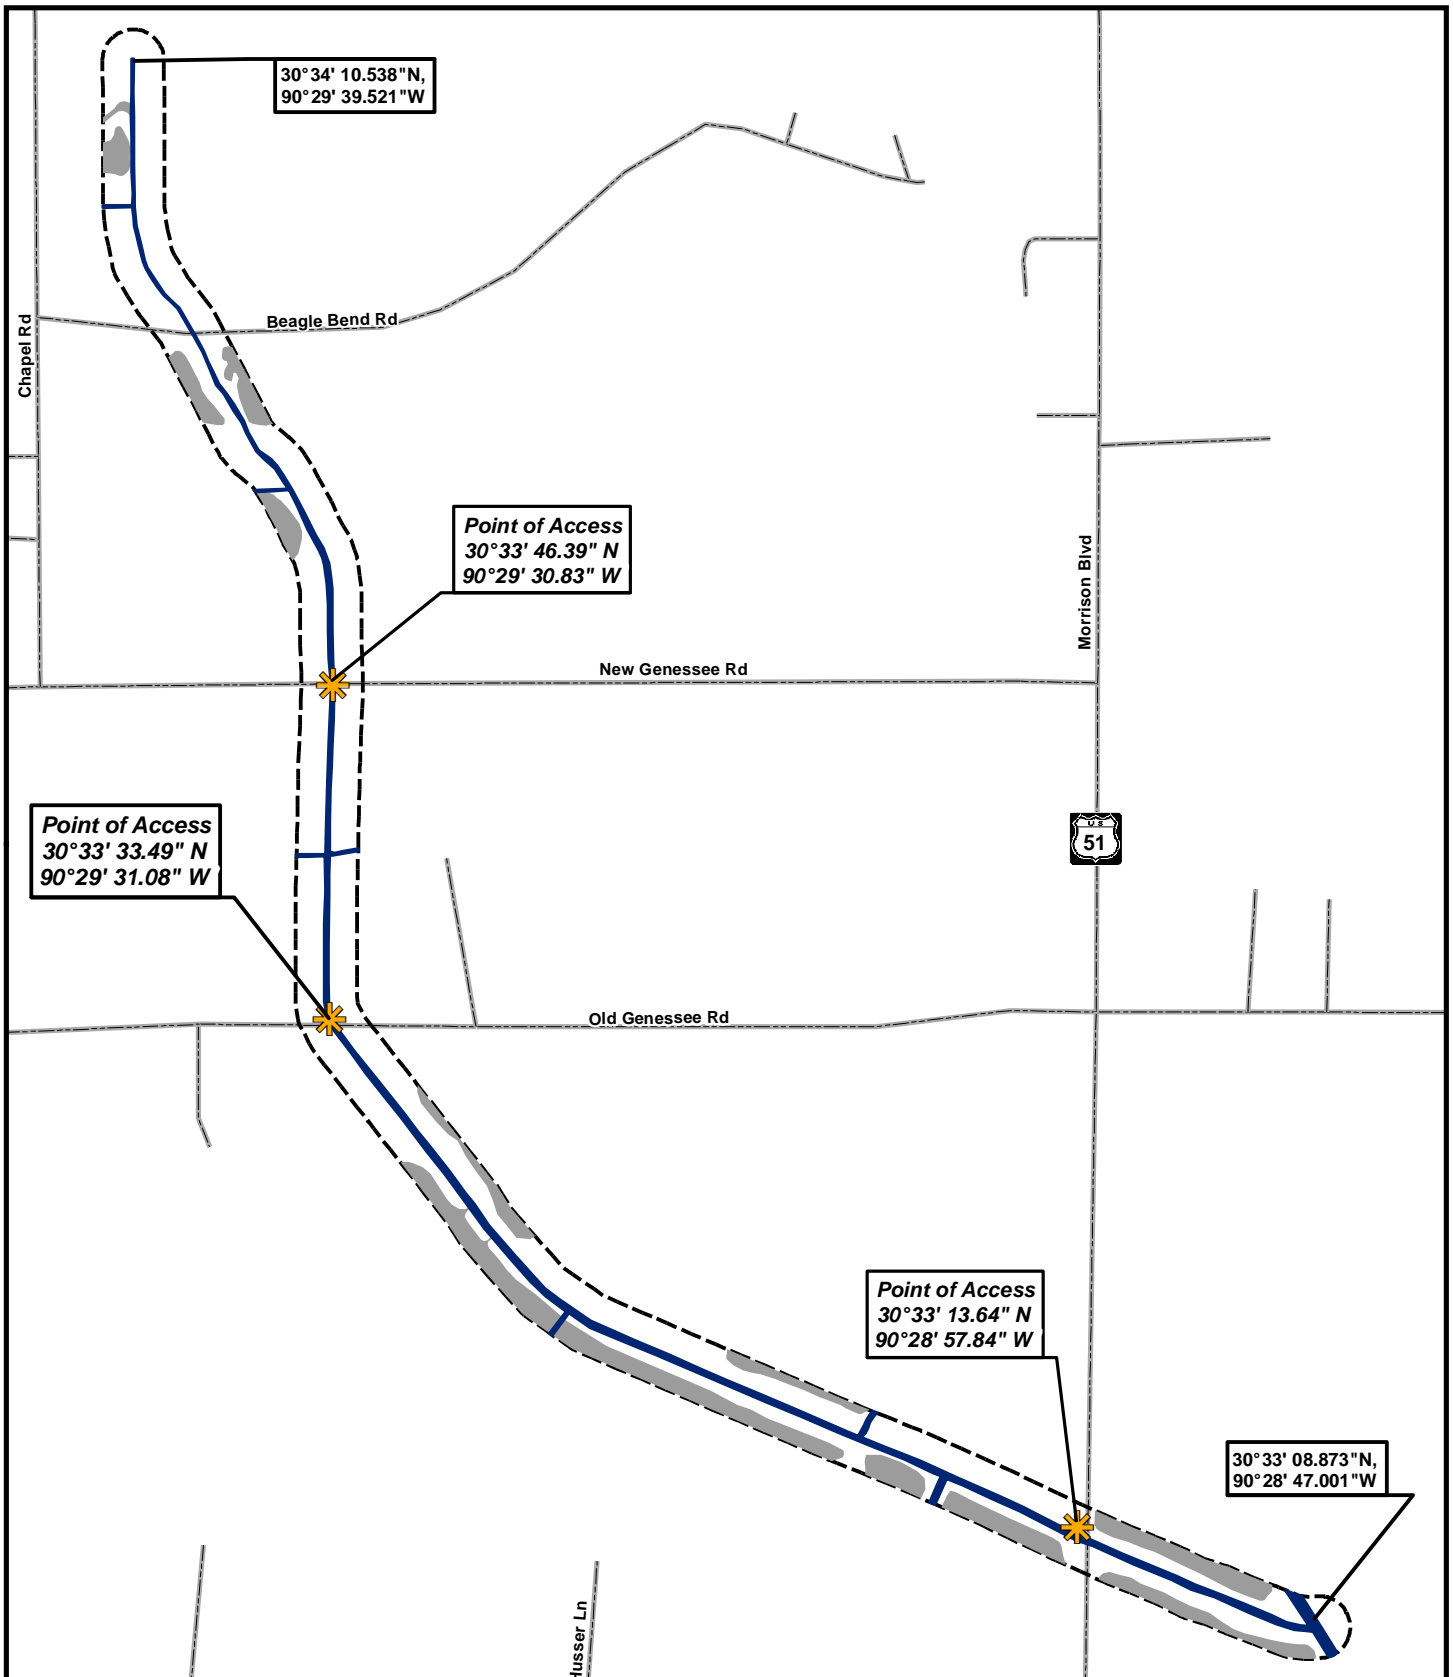 30°34' 10.538"N,
90°29' 39.521"W
Chapel Rd
Beagle Bend Rd
Point of Access
30°33' 46.39" N
90°29' 30.83" W
Morrison Blvd
New Genessee Rd
Point of Access
30°33' 33.49" N
90°29' 31.08" W
U S
51
Old Genessee Rd
Point of Access
30°33' 13.64" N
90°28' 57.84" W
30°33' 08.873"N,
90°28' 47.001"W
Husser Ln